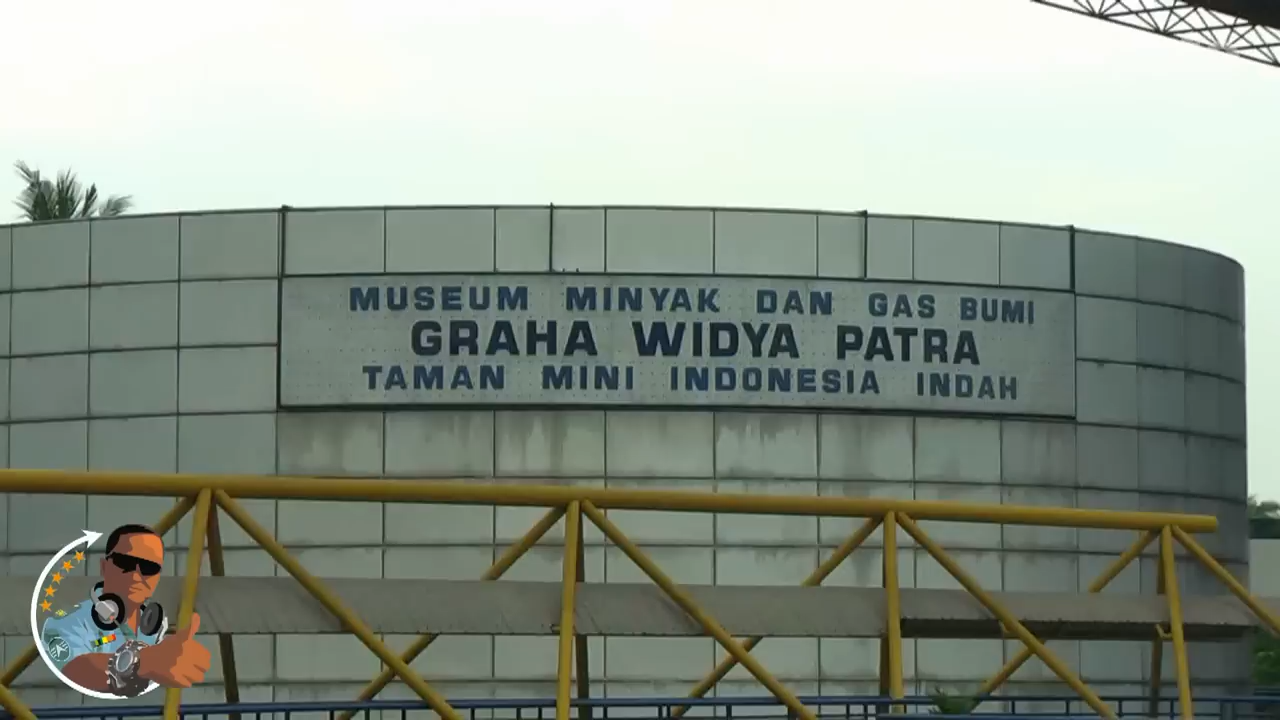 MUSEUM MINYAK DAN GAS BUMI
GRAHA WIDYA PATRA
TAMAN MINI INDONESIA INDAH